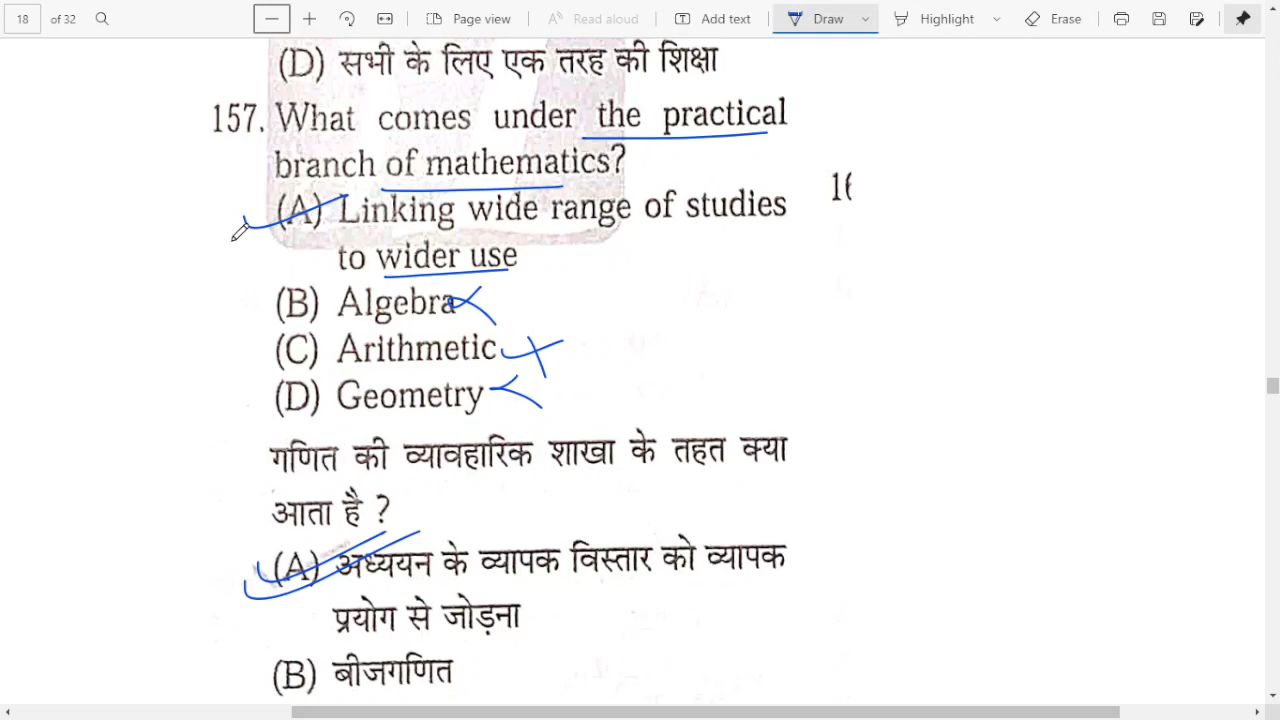 18 of 32 Page view Read aloud Add text Draw Highlight Erase
(D) सभी के लिए एक तरह की शिक्षा
157. What comes under the practical
branch of mathematics?
(A) Linking wide range of studies
to wider use
(B) Algebra
(C) Arithmetic
(D) Geometry
गणित की व्यावहारिक शाखा के तहत क्या
आता है ?
(A) अध्ययन के व्यापक विस्तार को व्यापक
प्रयोग से जोड़ना
(B) बीजगणित